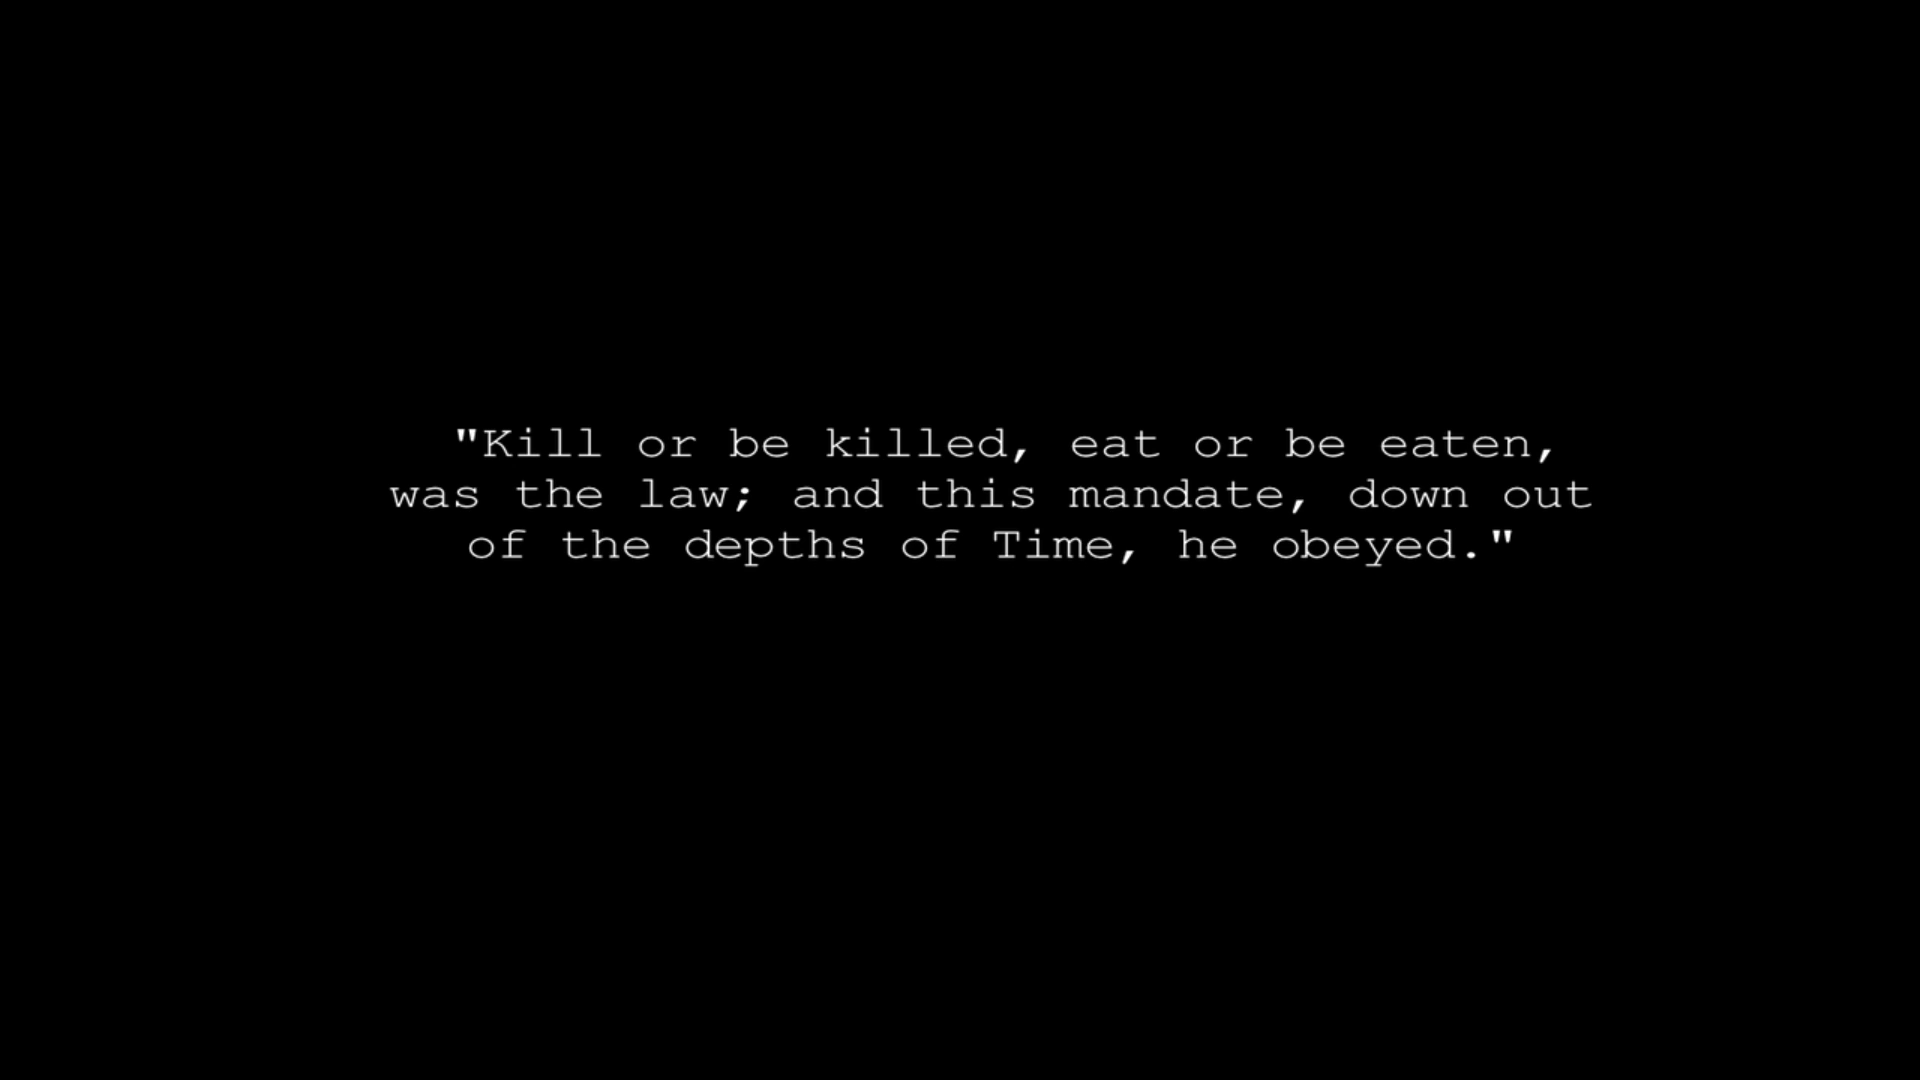 "Kill or be killed, eat or be eaten,
was the law; and this mandate, down out
of the depths of Time, he obeyed."